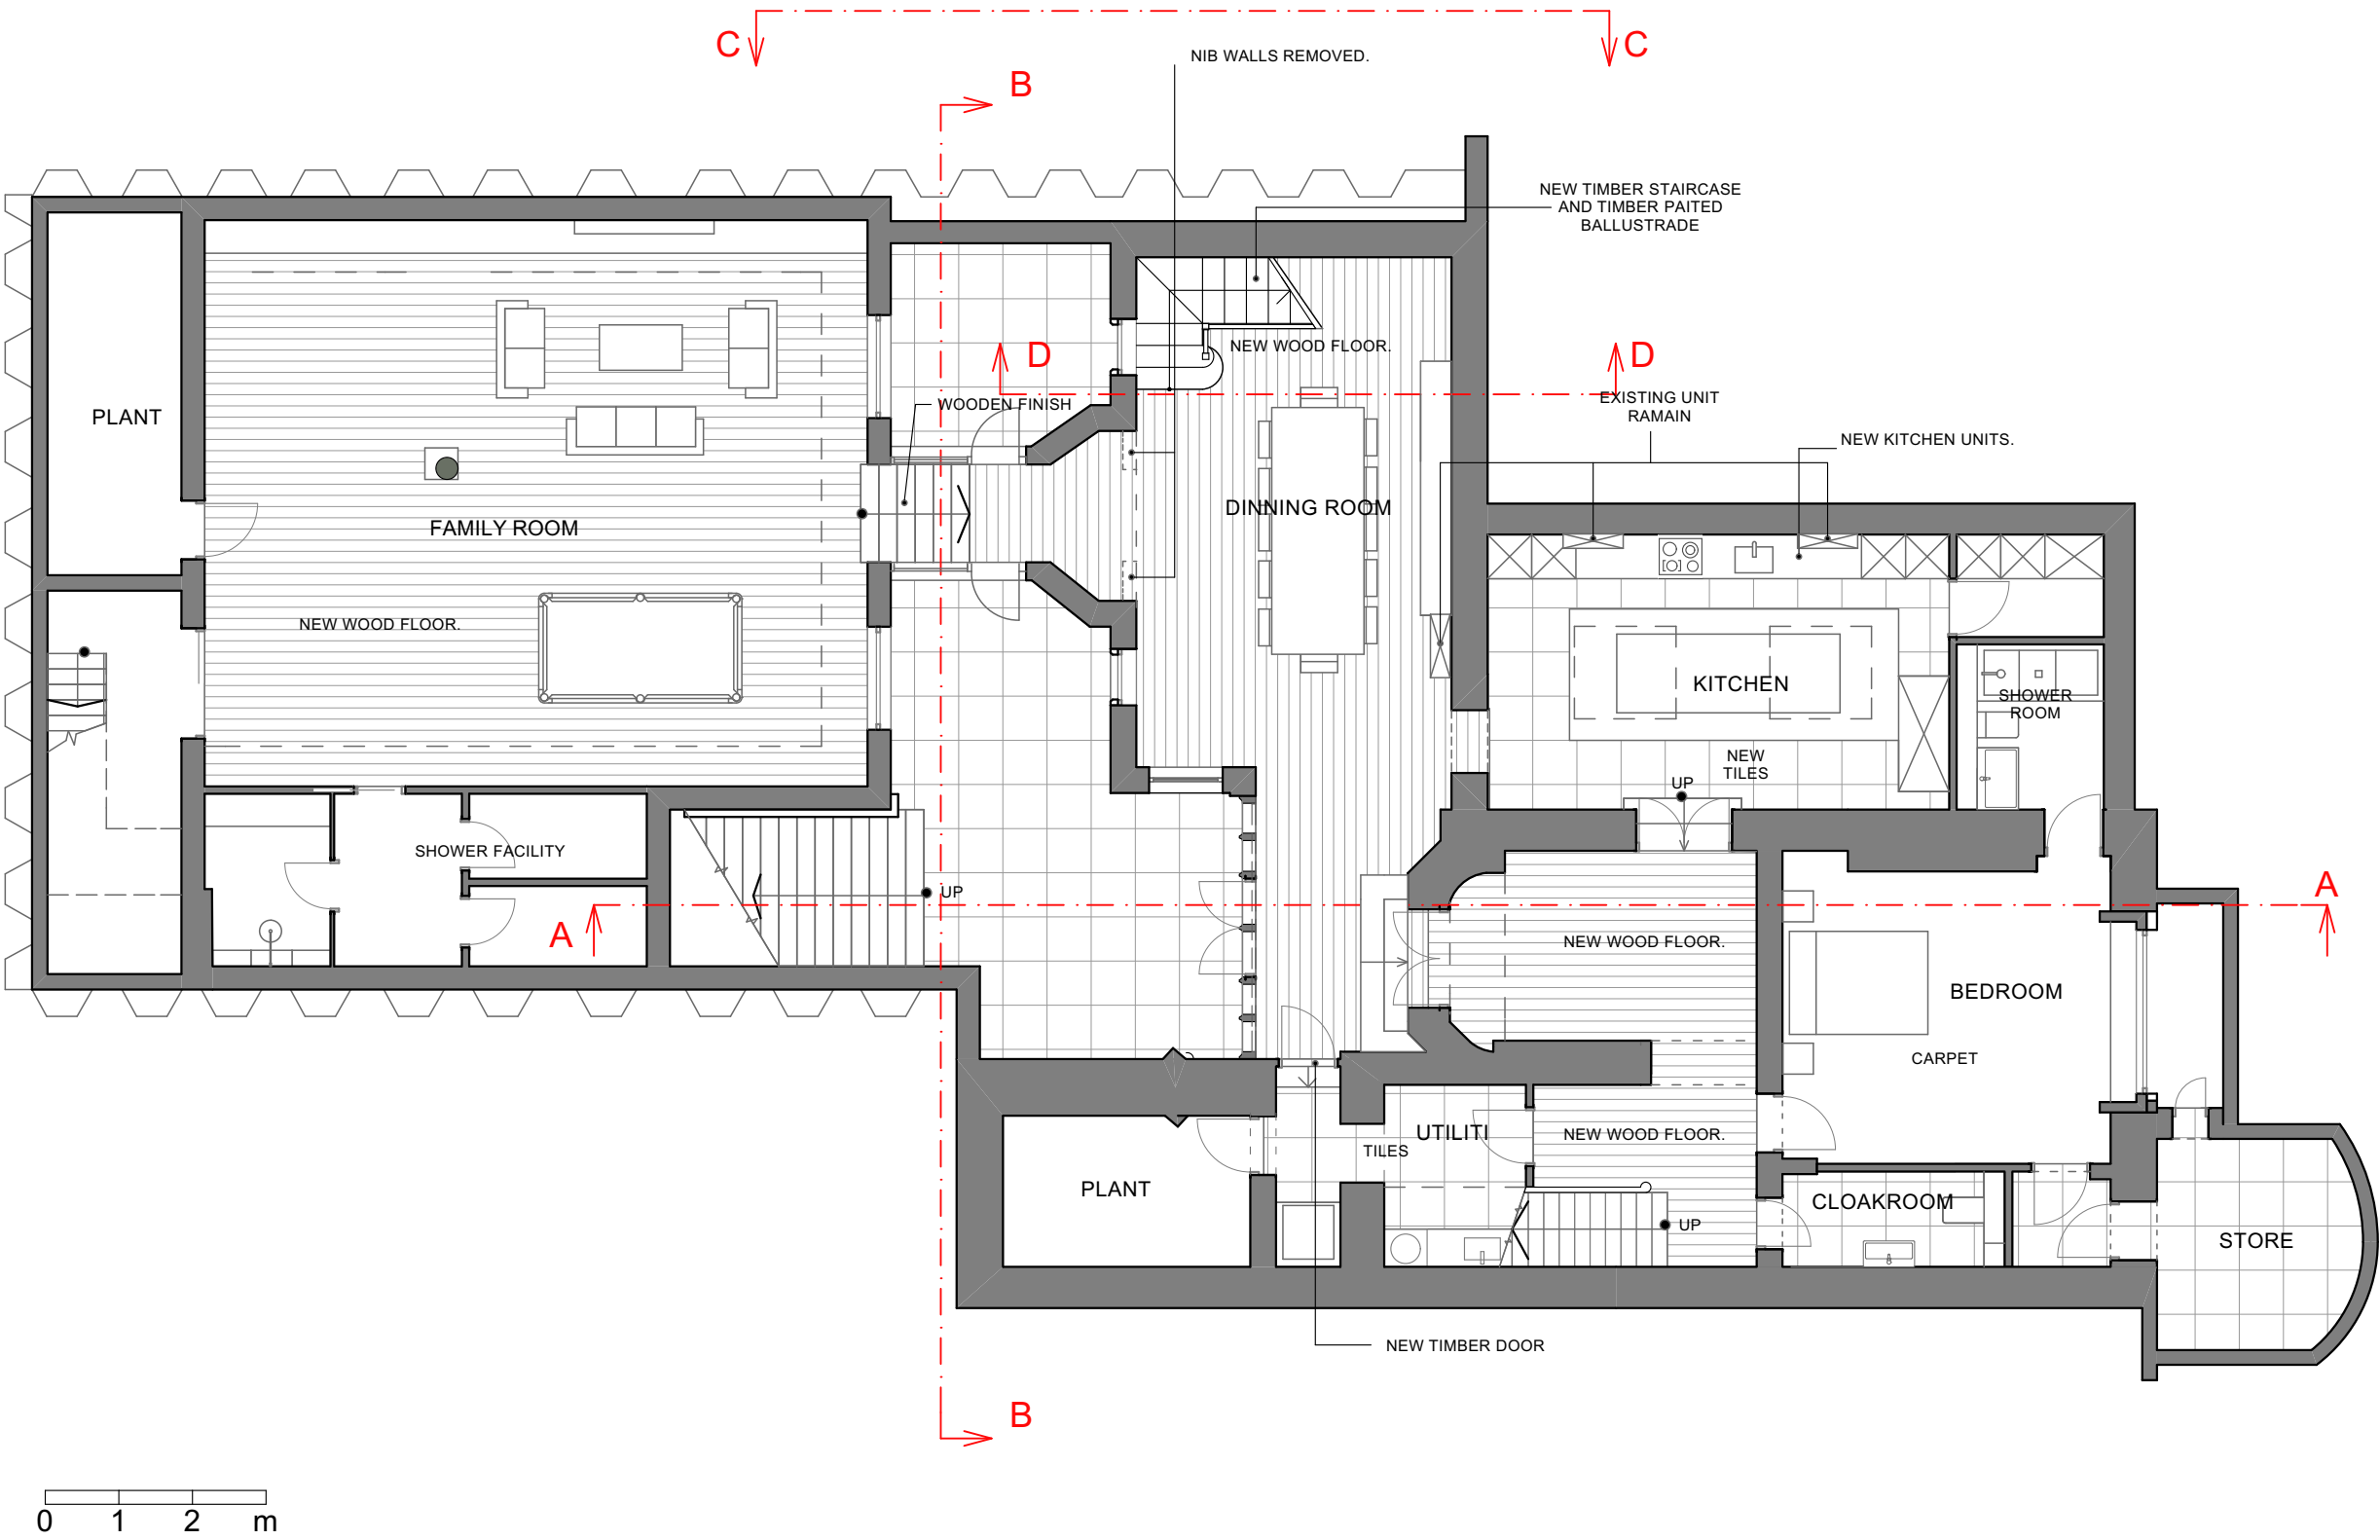 C
C
NIB WALLS REMOVED.
B
NEW TIMBER STAIRCASE
AND TIMBER PAITED
BALLUSTRADE
NEW WOOD FLOOR.
D
D
WOODEN FINISH
EXISTING UNIT
RAMAIN
PLANT
NEW KITCHEN UNITS.
DINNING ROOM
FAMILY ROOM
NEW WOOD FLOOR.
KITCHEN
SHOWER
ROOM
NEW
TILES
UP
SHOWER FACILITY
UP
A
A
NEW WOOD FLOOR.
BEDROOM
CARPET
UTILITI
NEW WOOD FLOOR.
TILES
PLANT
CLOAKROOM
UP
STORE
NEW TIMBER DOOR
B
0 1 2 m